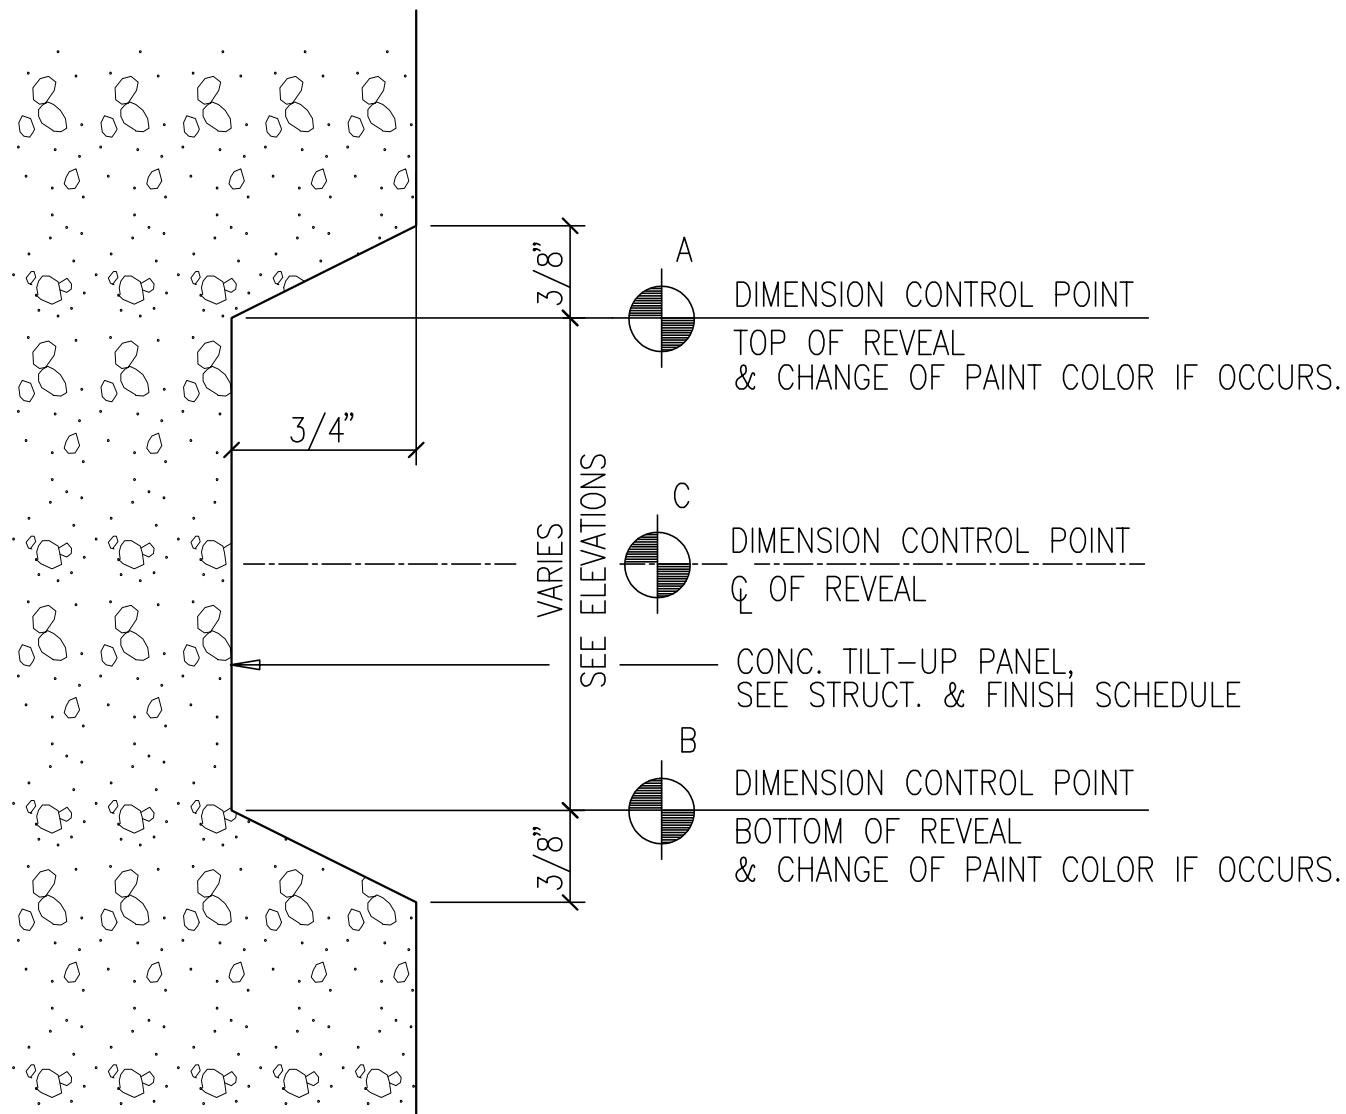 A
3/8"
DIMENSION CONTROL POINT
TOP OF REVEAL
& CHANGE OF PAINT COLOR IF OCCURS.
3/4"
VARIES
SEE ELEVATIONS
C
DIMENSION CONTROL POINT
℄ OF REVEAL
CONC. TILT-UP PANEL,
SEE STRUCT. & FINISH SCHEDULE
B
DIMENSION CONTROL POINT
3/8"
BOTTOM OF REVEAL
& CHANGE OF PAINT COLOR IF OCCURS.